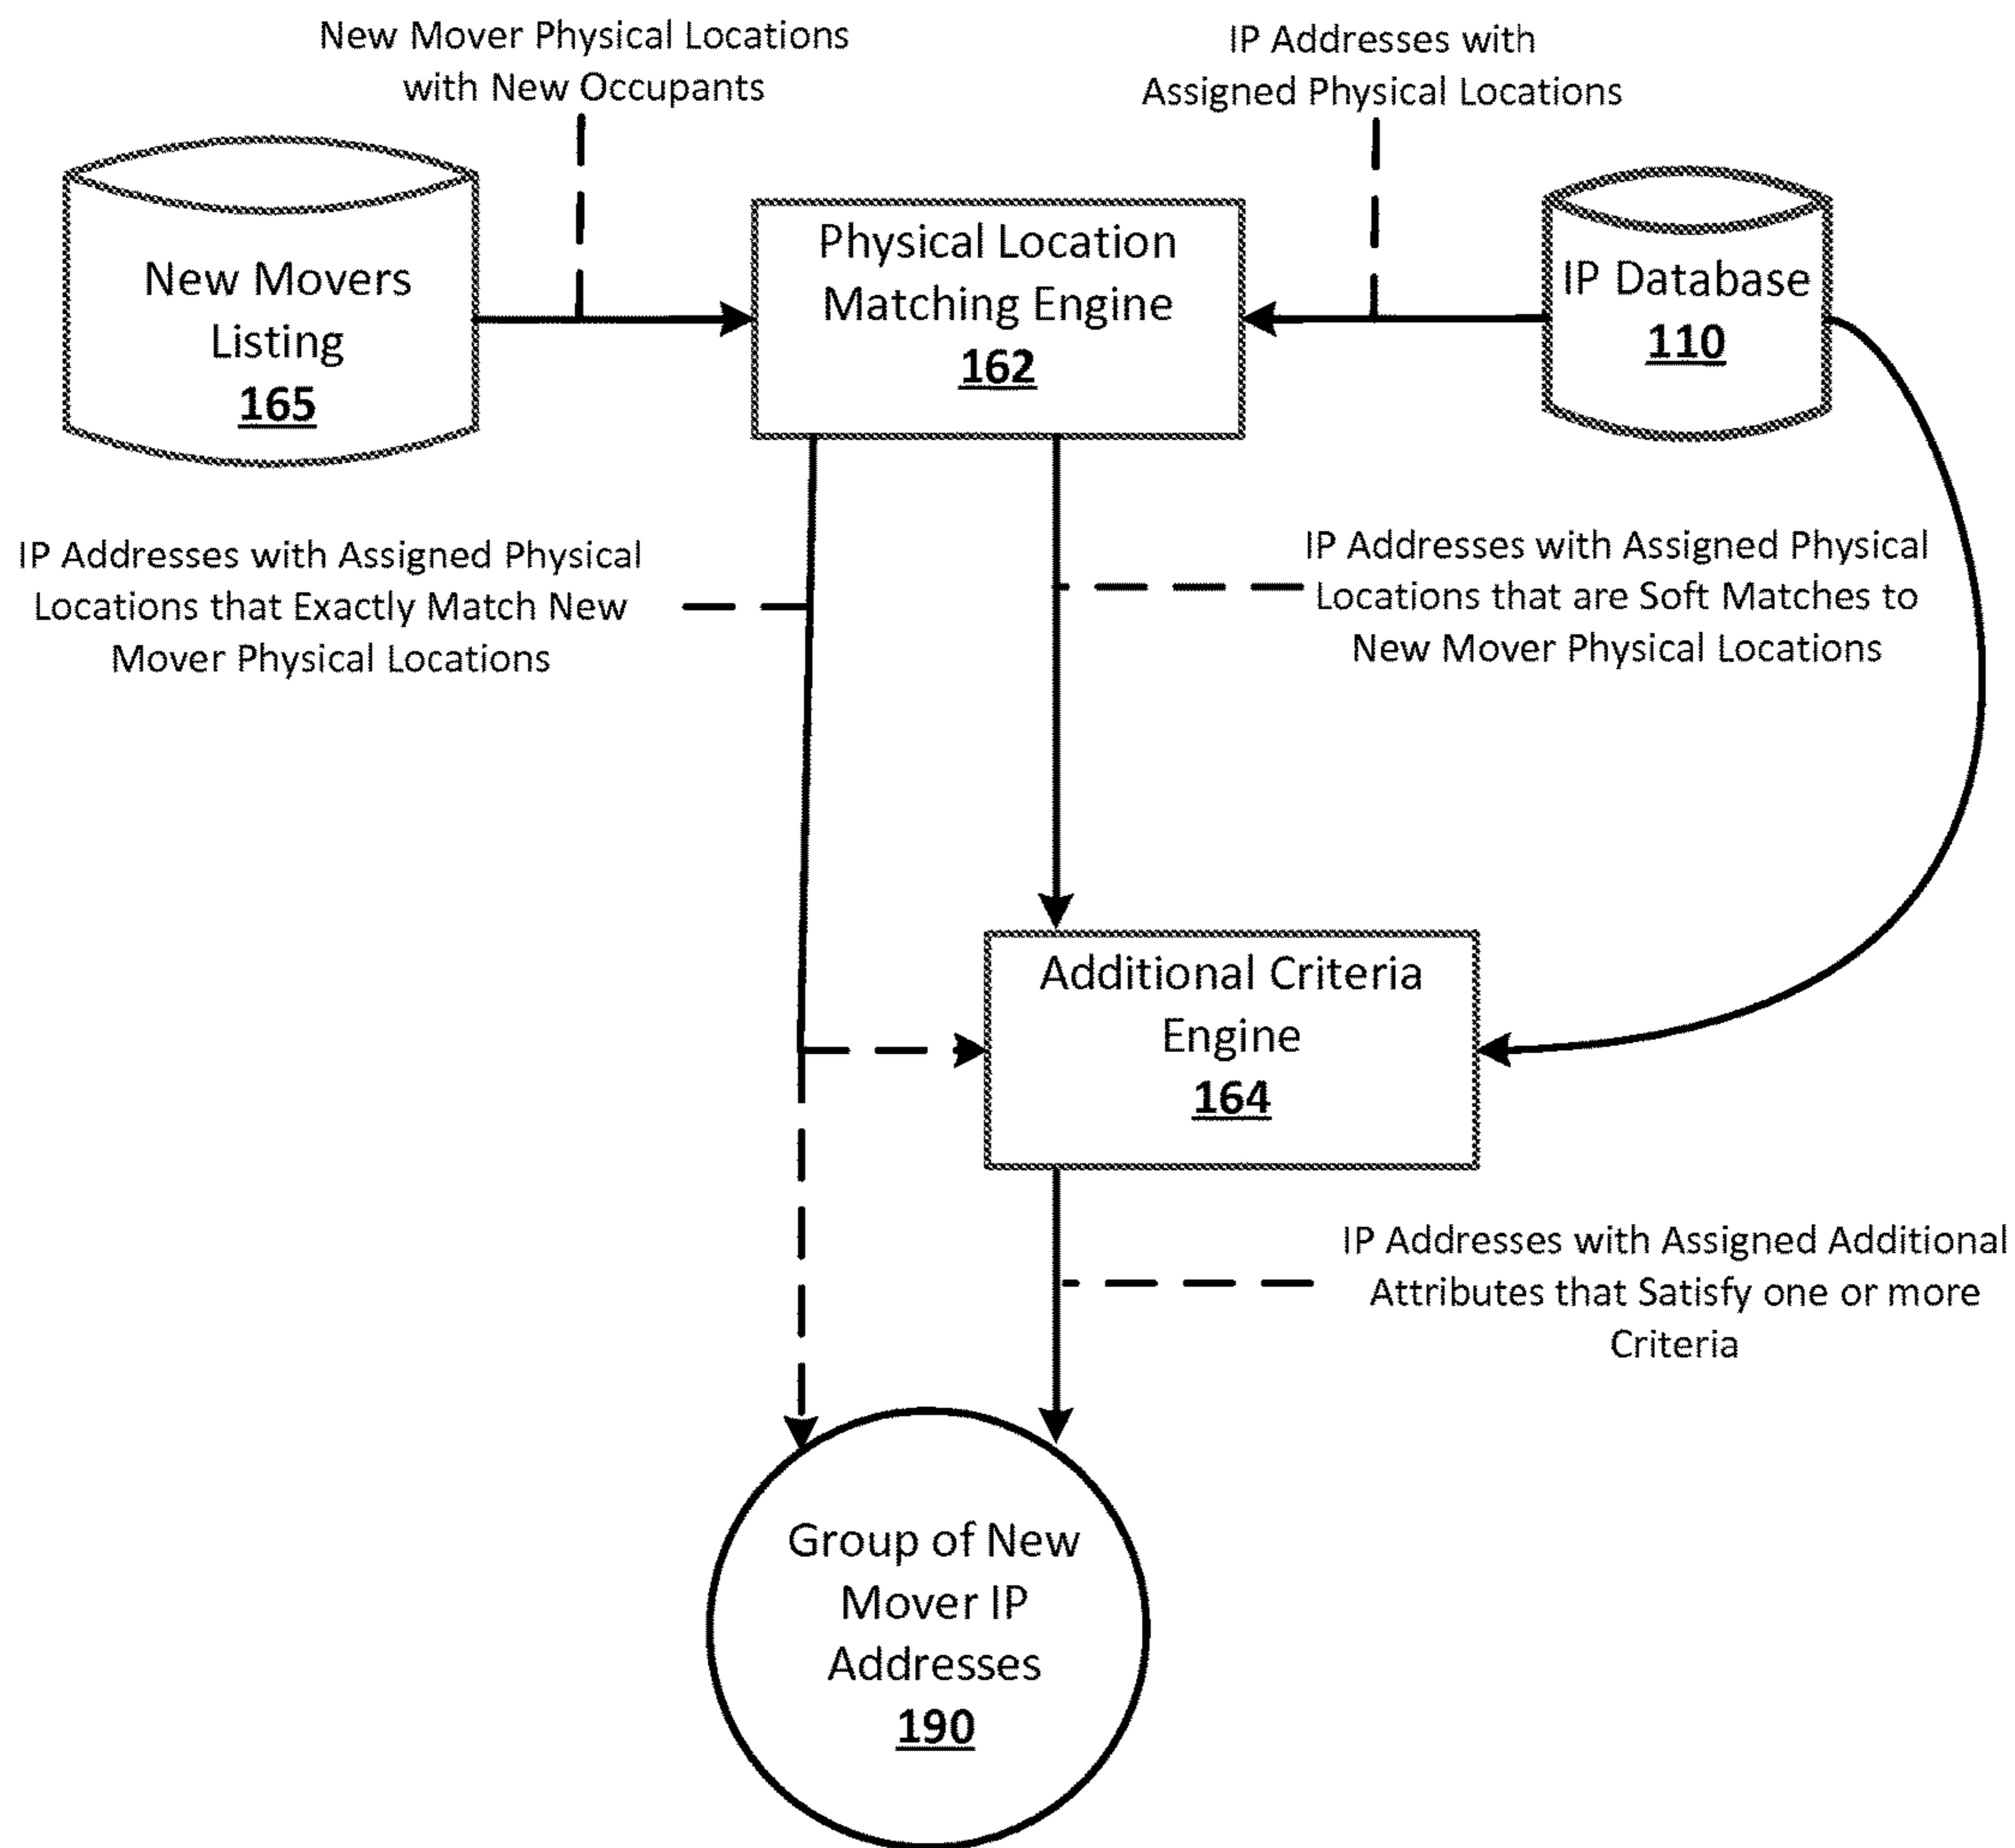 New Mover Physical Locations
with New Occupants
IP Addresses with
Assigned Physical Locations
New Movers
Listing
165
Physical Location
Matching Engine
162
IP Database
110
IP Addresses with Assigned Physical
Locations that Exactly Match New
Mover Physical Locations
IP Addresses with Assigned Physical
Locations that are Soft Matches to
New Mover Physical Locations
Additional Criteria
Engine
164
IP Addresses with Assigned Additional
Attributes that Satisfy one or more
Criteria
Group of New
Mover IP
Addresses
190